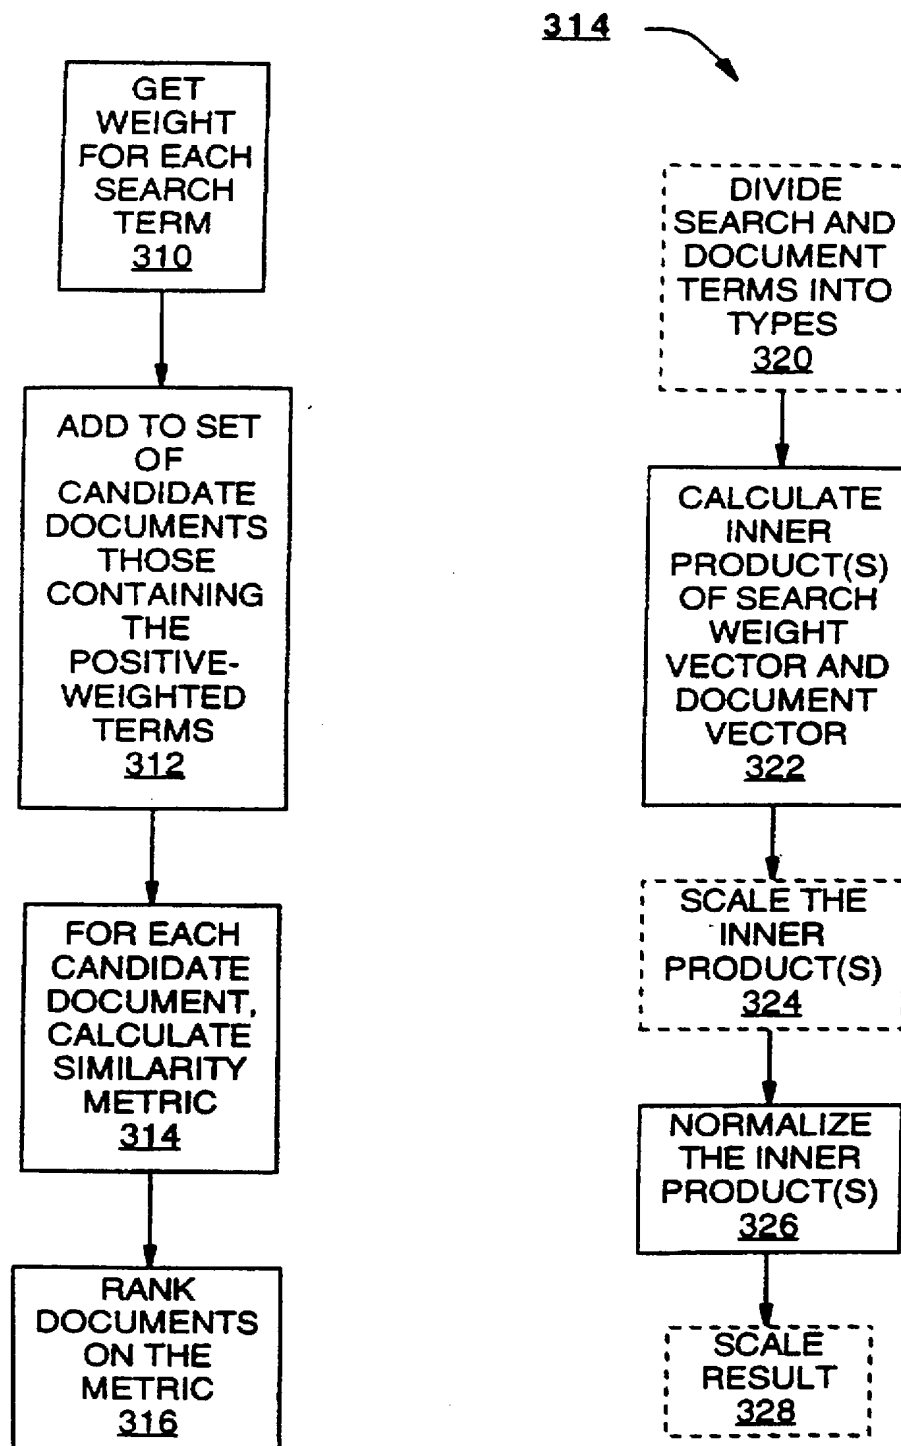 GET
WEIGHT
FOR EACH
SEARCH
TERM
310
ADD TO SET
OF
CANDIDATE
DOCUMENTS
THOSE
CONTAINING
THE
POSITIVE-
WEIGHTED
TERMS
312
FOR EACH
CANDIDATE
DOCUMENT,
CALCULATE
SIMILARITY
METRIC
314
RANK
DOCUMENTS
ON THE
METRIC
316
314
DIVIDE
SEARCH AND
DOCUMENT
TERMS INTO
TYPES
320
CALCULATE
INNER
PRODUCT(S)
OF SEARCH
WEIGHT
VECTOR AND
DOCUMENT
VECTOR
322
SCALE THE
INNER
PRODUCT(S)
324
NORMALIZE
THE INNER
PRODUCT(S)
326
SCALE
RESULT
328